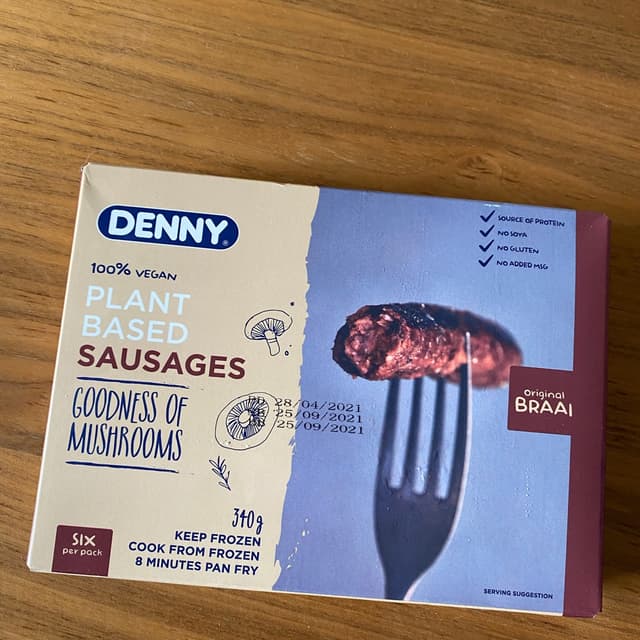 DENNY
100% VEGAN
PLANT
BASED
SAUSAGES
GOODNESS OF
MUSHROOMS
28/04/2021
25/09/2021
25/09/2021
SOURCE OF PROTEIN
NO SOYA
NO GLUTEN
NO ADDED MSG
Original
BRAAI
340g
KEEP FROZEN
COOK FROM FROZEN
8 MINUTES PAN FRY
SIX
per pack
SERVING SUGGESTION